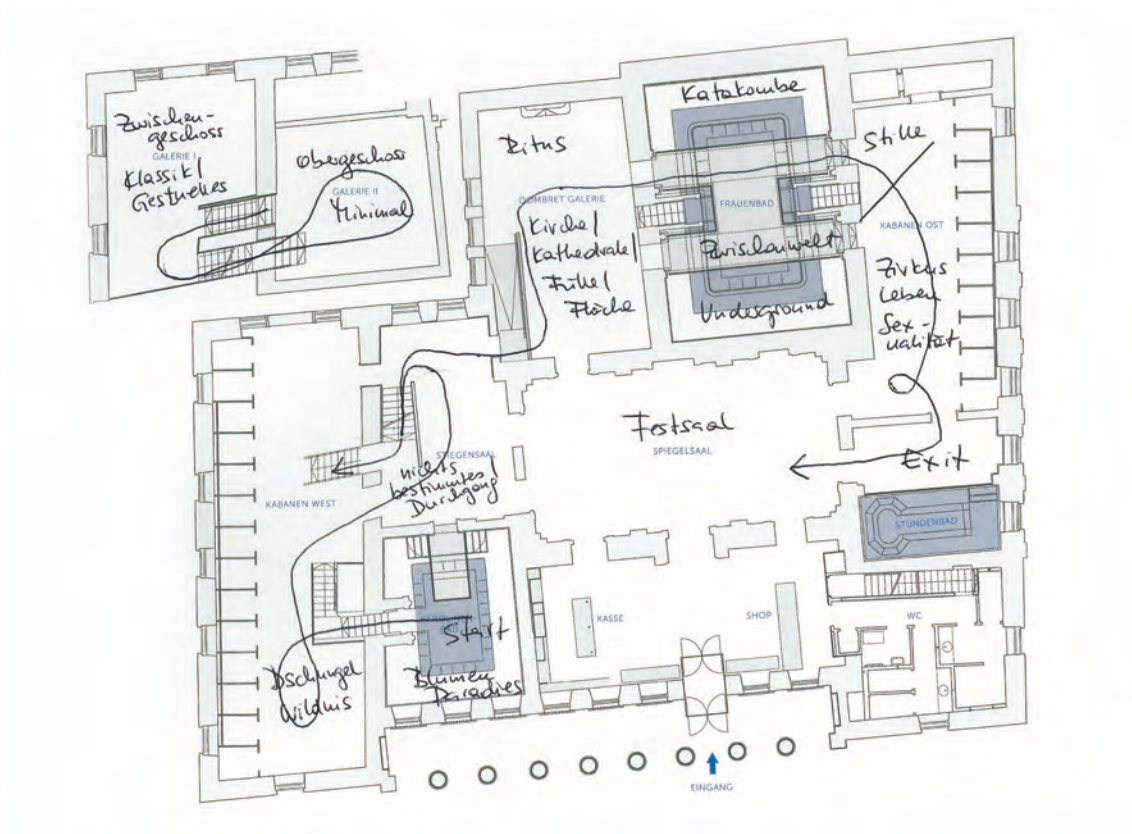 Zwischen-
geschoss
GALERIE I
Klassik/
Gestuelles
Obergeschoss
GALERIE II
Minimal
Ritus
DOMBRET GALERIE
Kirche/
Kathedrale/
Fülle/
Fläche
Katakombe
FRAUENBAD
Zwischenwelt
Underground
Stille
KABANEN OST
Zirkus
Leben
Sex-
ualität
Exit
Festsaal
SPIEGELSAAL
STIEGENSAAL
nichts
bestimmtes/
Durchgang
KABANEN WEST
STUNDENBAD
Start
Blumen
Paradies
Dschungel
Wildnis
KASSE
SHOP
WC
EINGANG